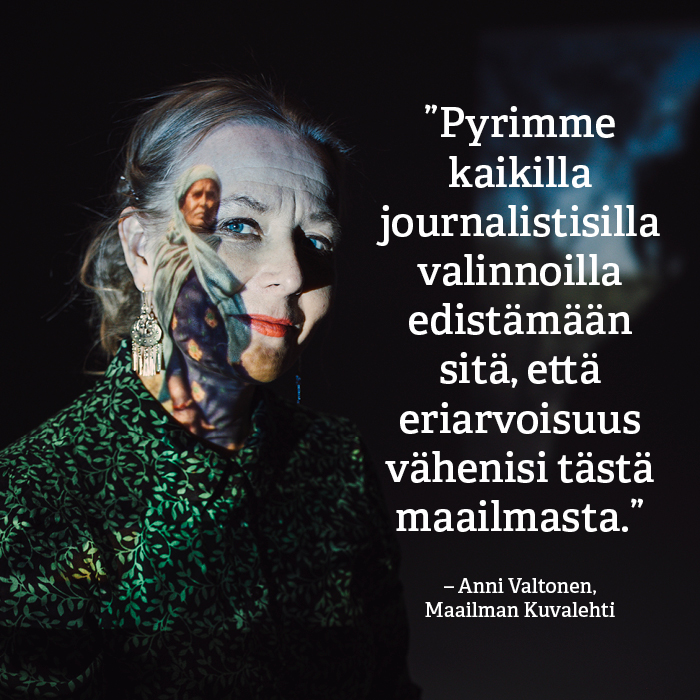 ”Pyrimme
kaikilla
journalistisilla
valinnoilla
edistämään
sitä, että
eriarvoisuus
vähenisi tästä
maailmasta.”
– Anni Valtonen,
Maailman Kuvalehti